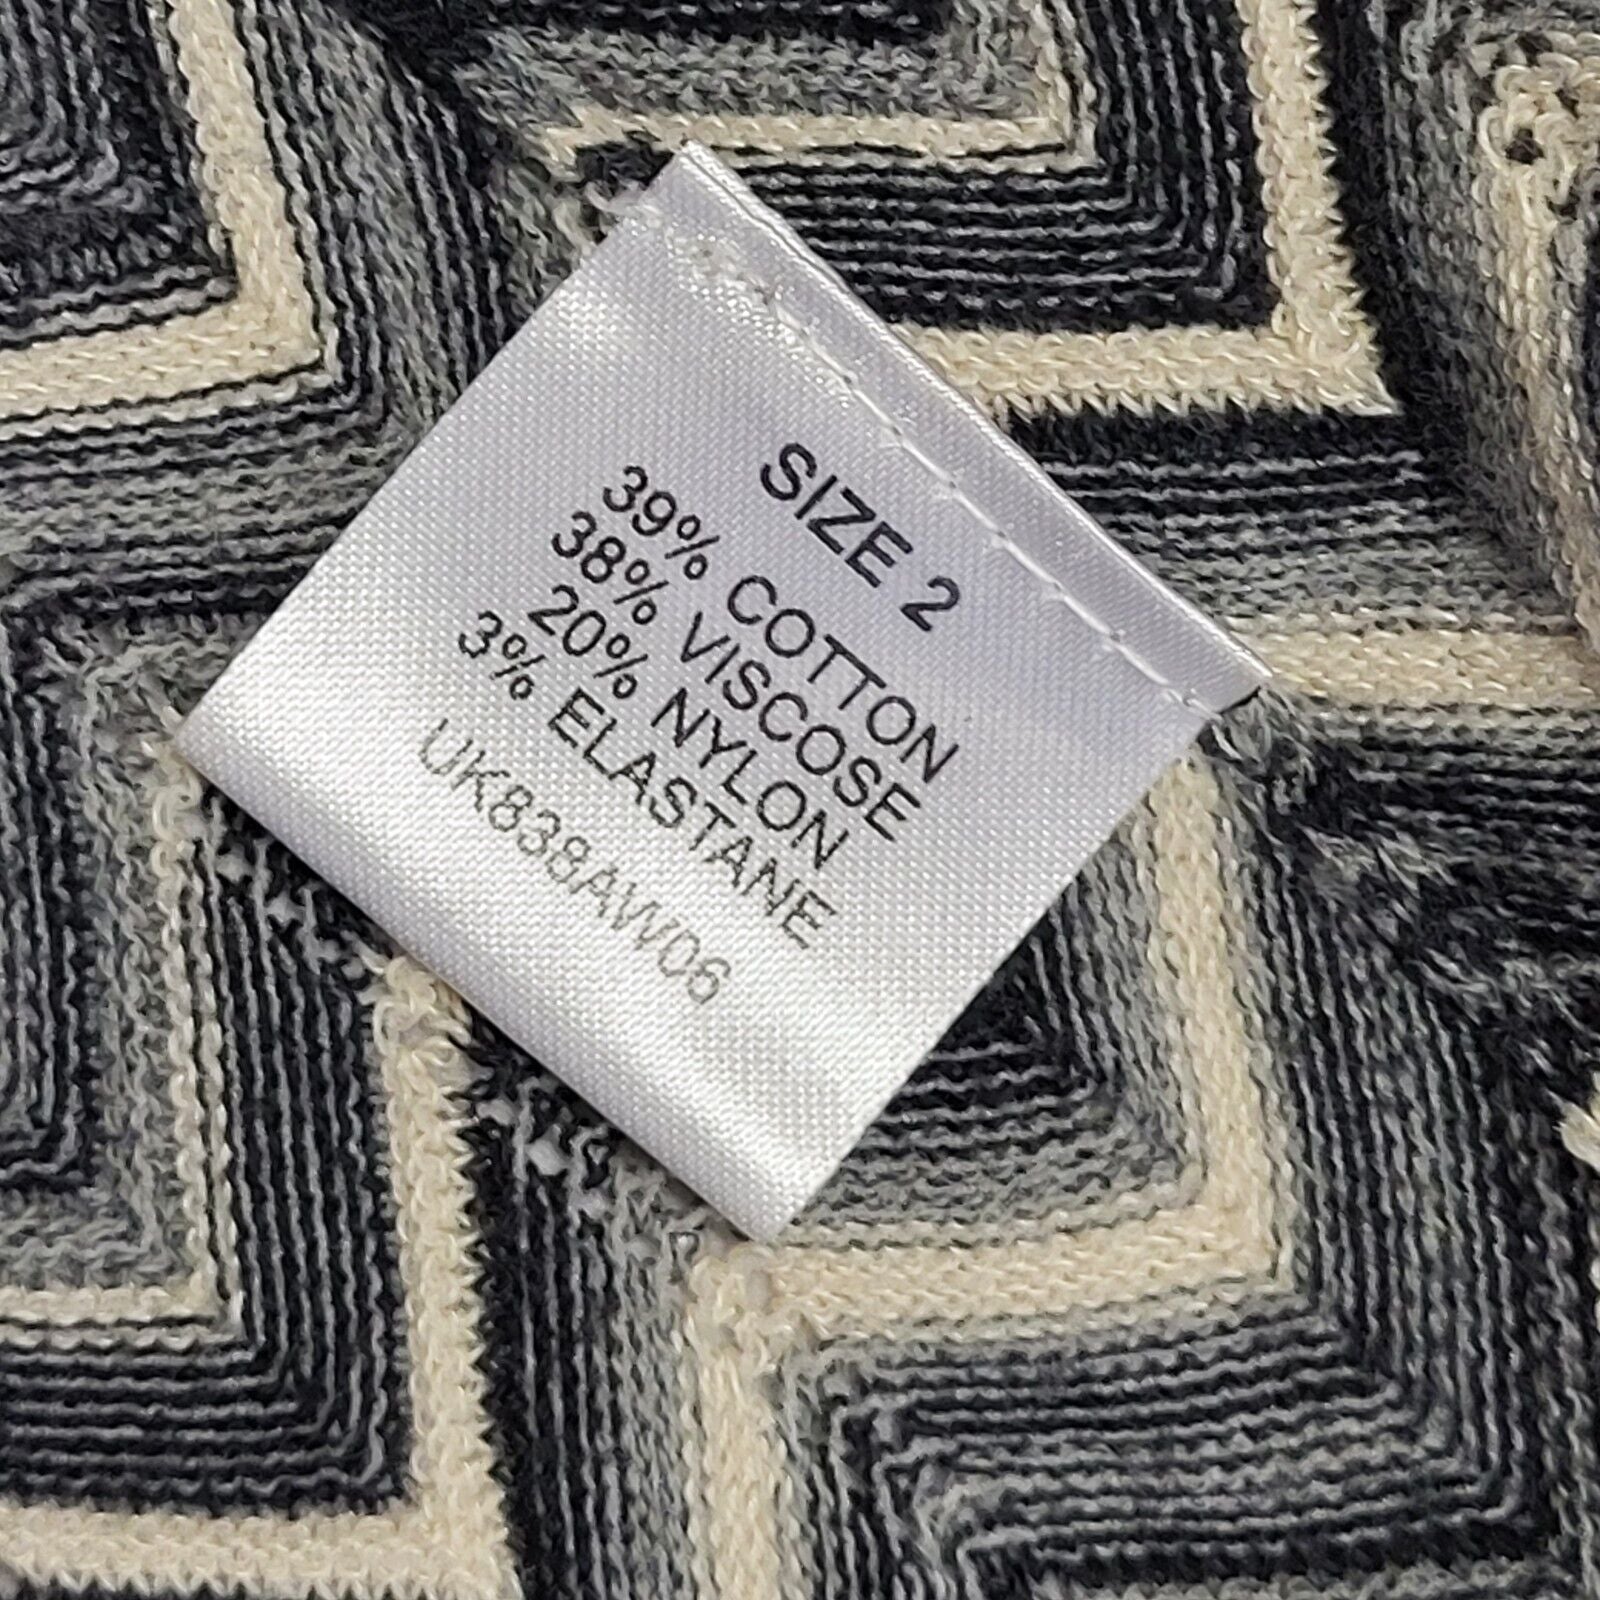 SIZE 2
39% COTTON
38% VISCOSE
20% NYLON
3% ELASTANE
UK838AW06